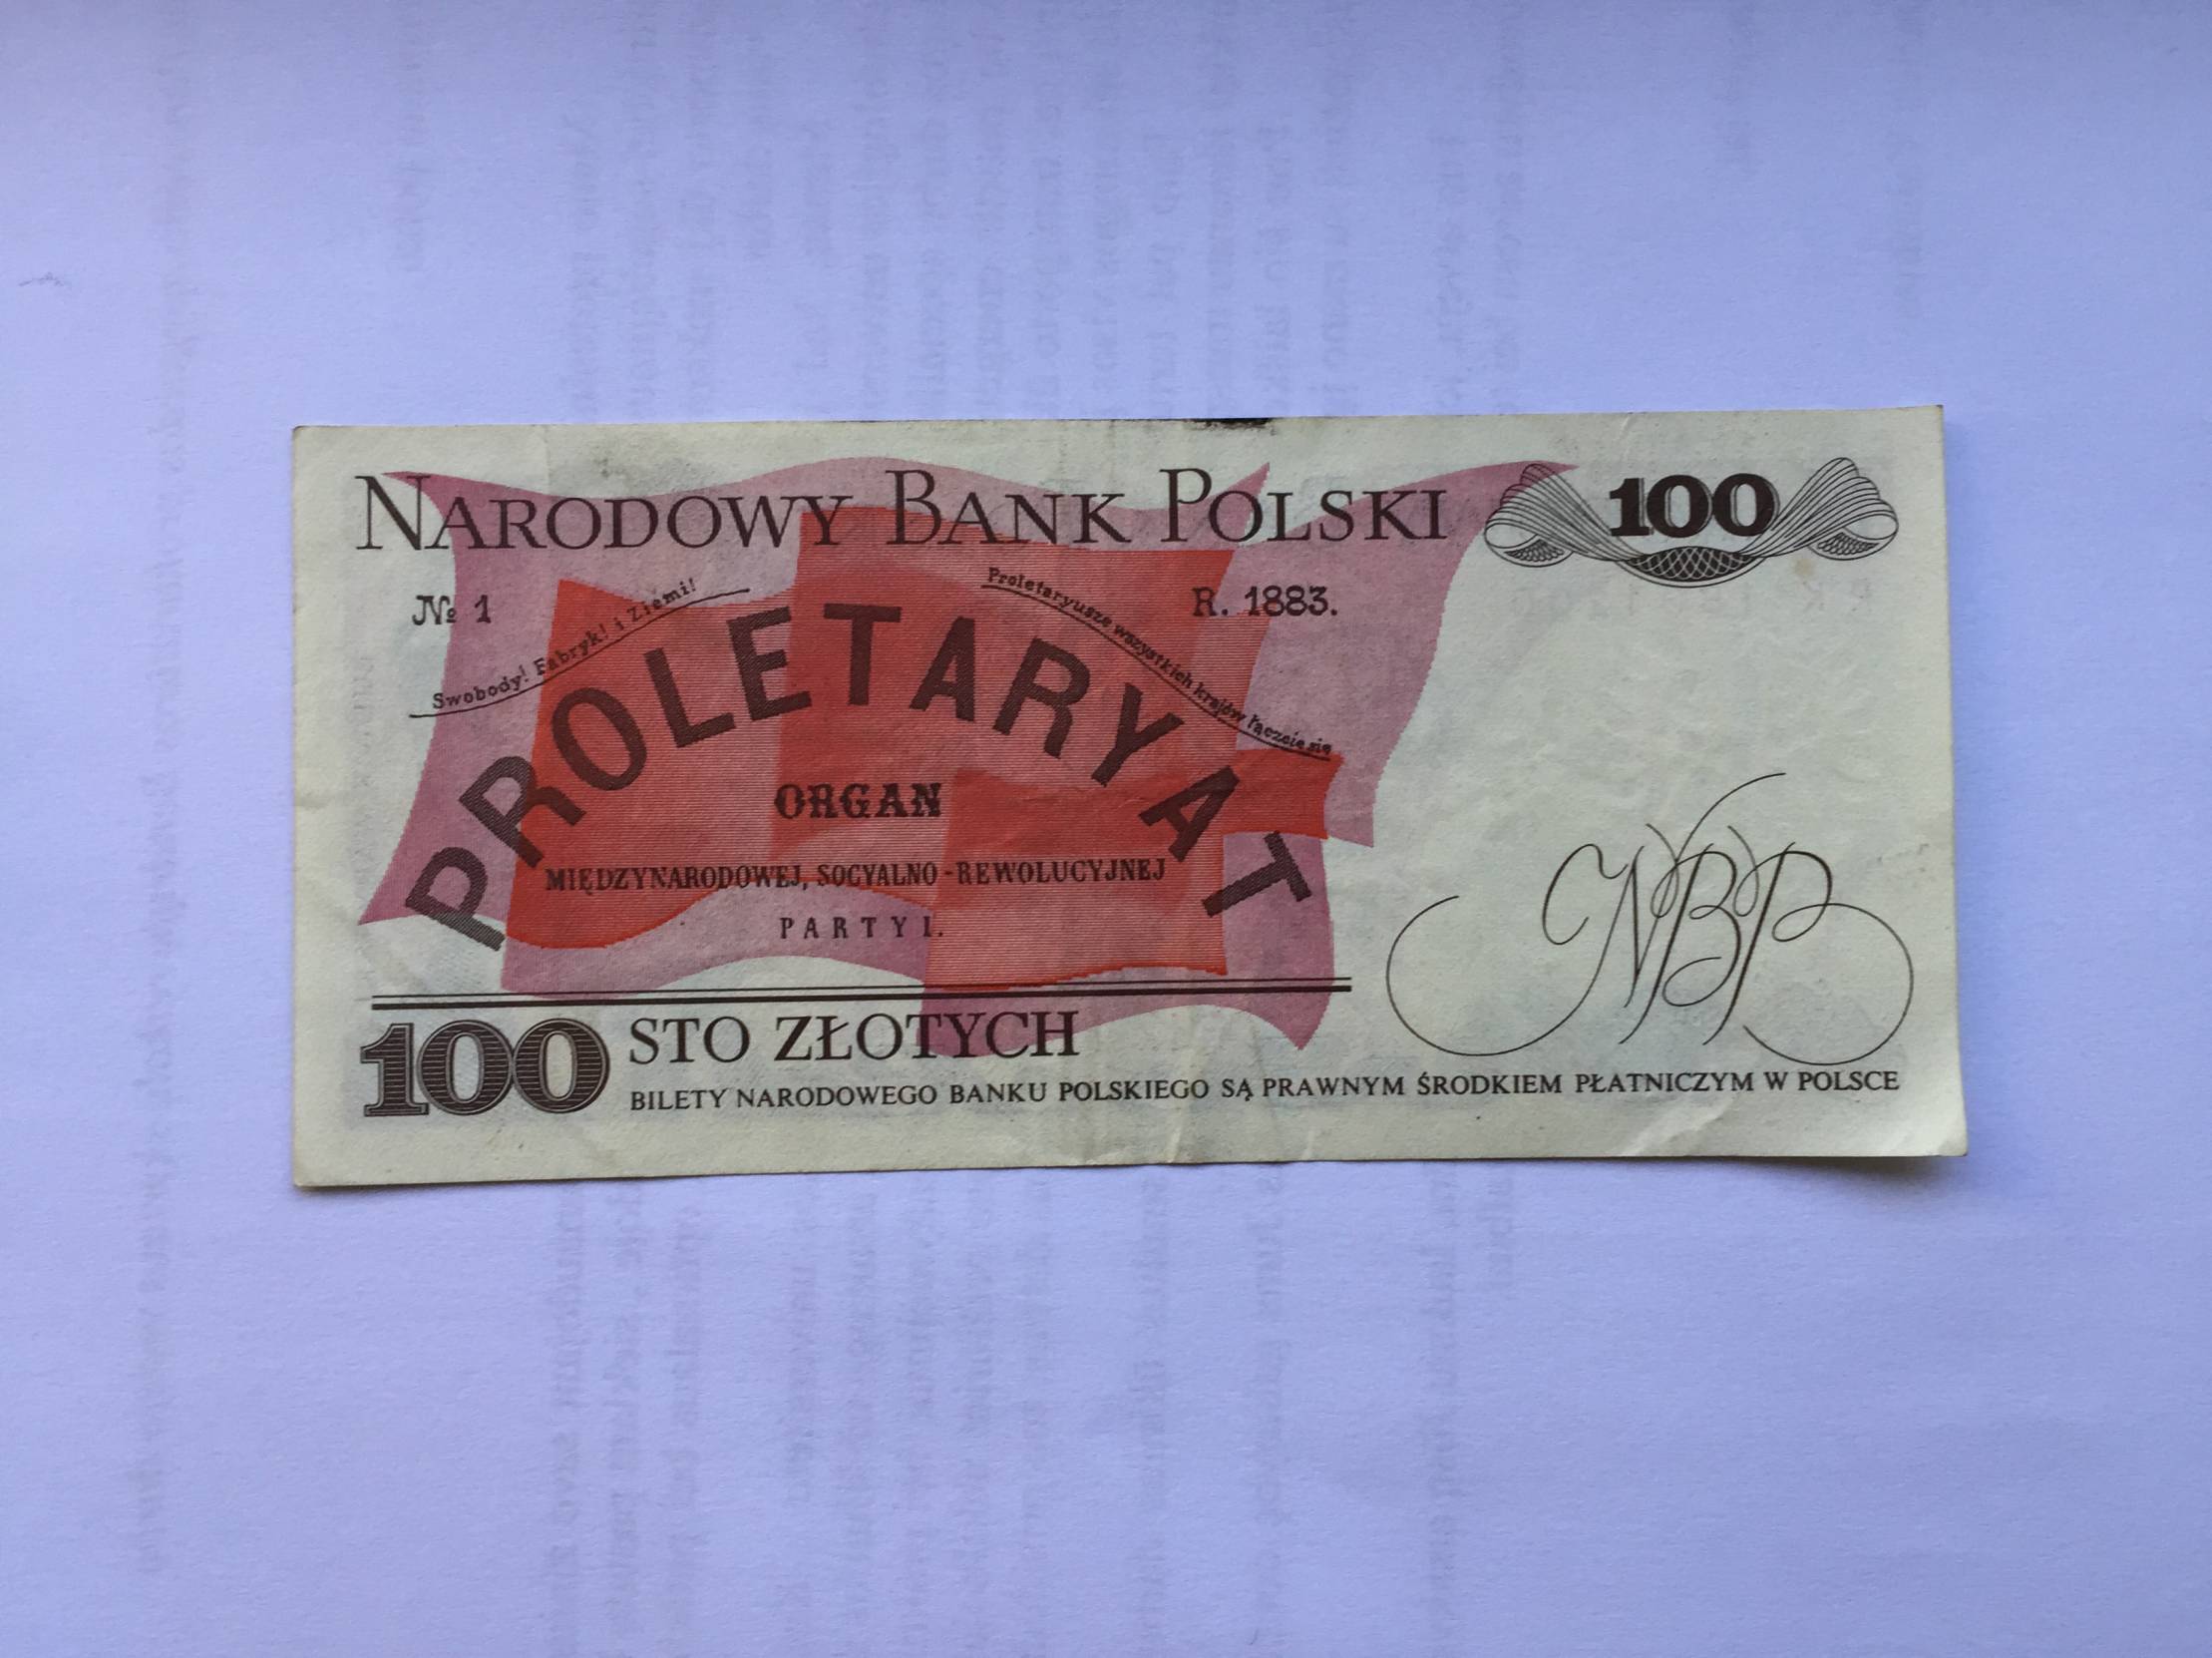 NARODOWY BANK POLSKI 100
№ 1 R. 1883.
Swobody! Fabryk! i Ziemi!
Proletaryusze wszystkich krajów łączcie się
PROLETARYAT
ORGAN
MIĘDZYNARODOWEJ, SOCYALNO-REWOLUCYJNEJ
PARTYI.
NBP
100 STO ZŁOTYCH
BILETY NARODOWEGO BANKU POLSKIEGO SĄ PRAWNYM ŚRODKIEM PŁATNICZYM W POLSCE